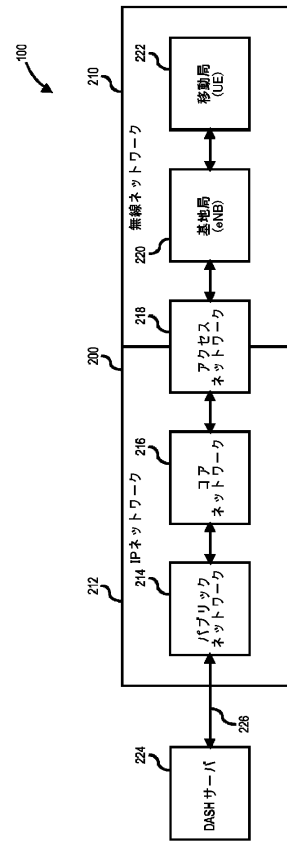 100
212
200
210
IPネットワーク
無線ネットワーク
224
214
216
218
220
222
DASHサーバ
パブリック
ネットワーク
コア
ネットワーク
アクセス
ネットワーク
基地局
(eNB)
移動局
(UE)
226